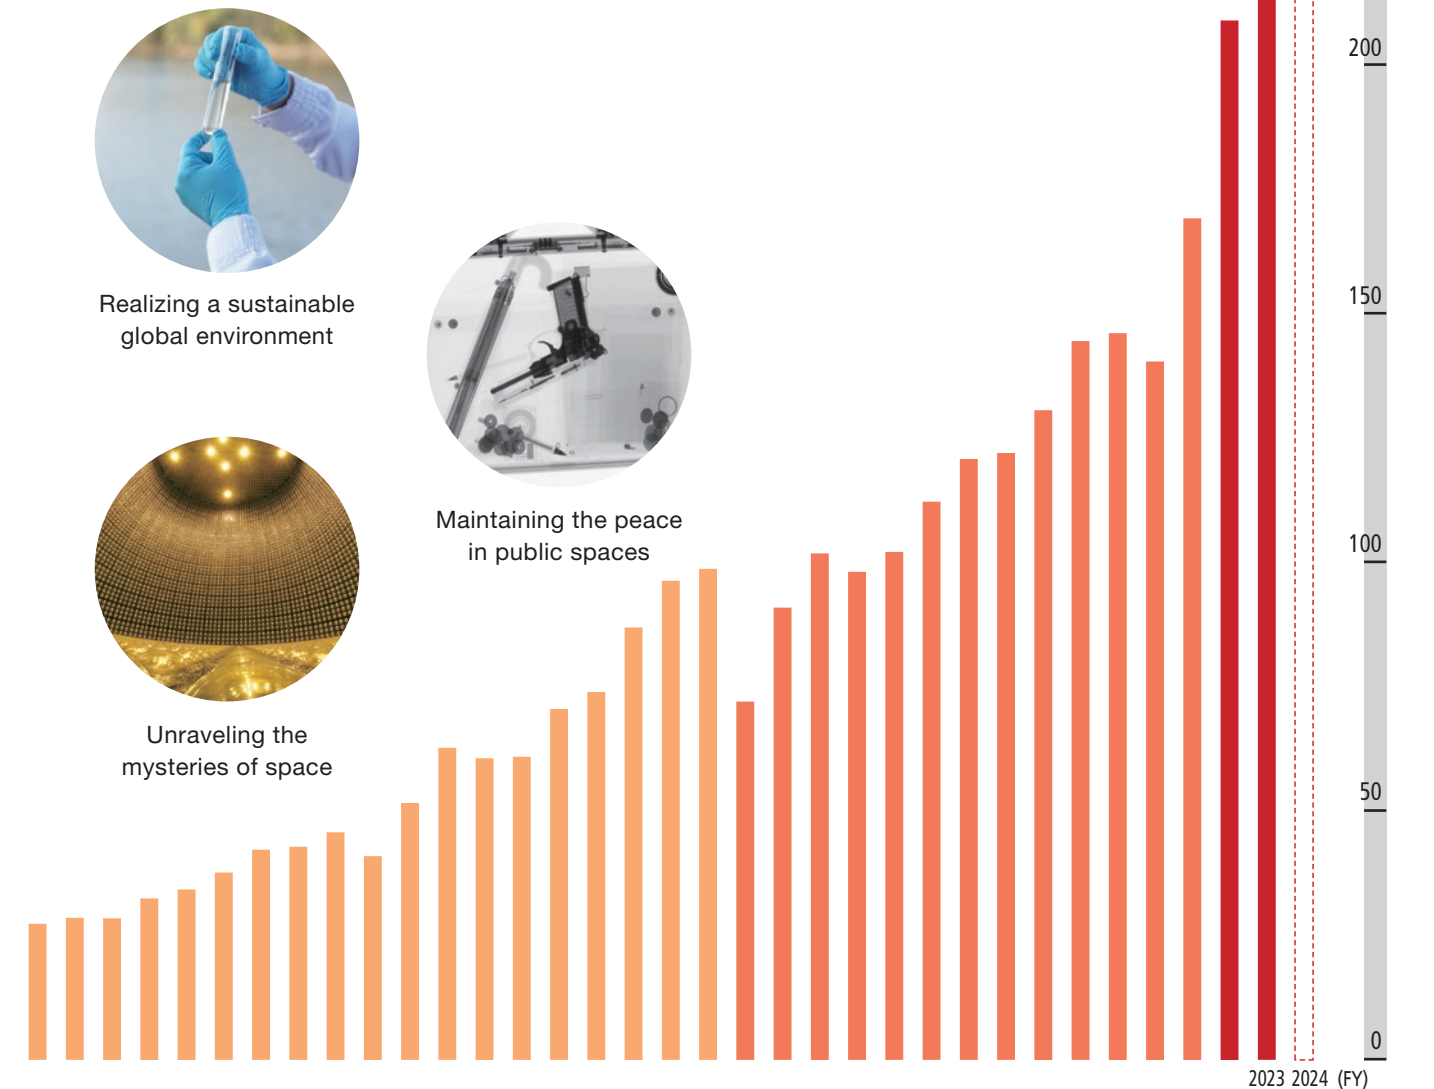 Realizing a sustainable
global environment
Maintaining the peace
in public spaces
Unraveling the
mysteries of space
200
150
100
50
0
2023 2024 (FY)